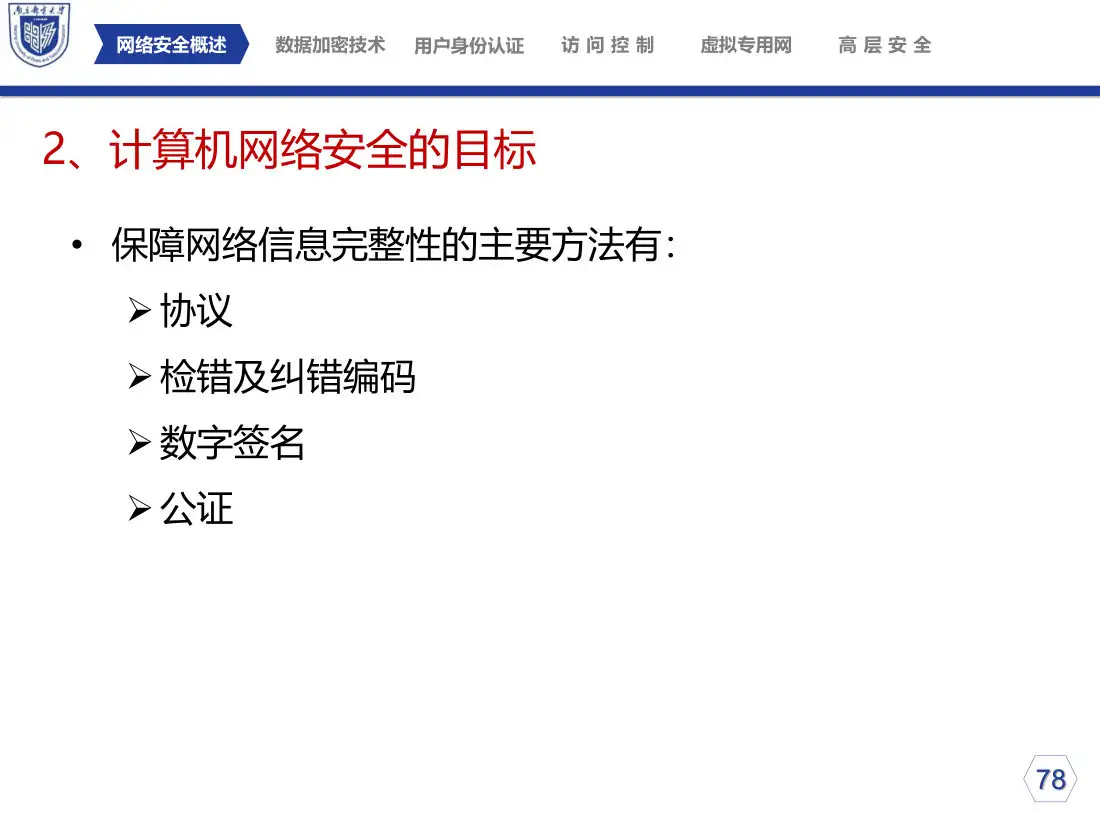 网络安全概述 数据加密技术 用户身份认证 访问控制 虚拟专用网 高层安全
2、计算机网络安全的目标
• 保障网络信息完整性的主要方法有：
➢ 协议
➢ 检错及纠错编码
➢ 数字签名
➢ 公证
78